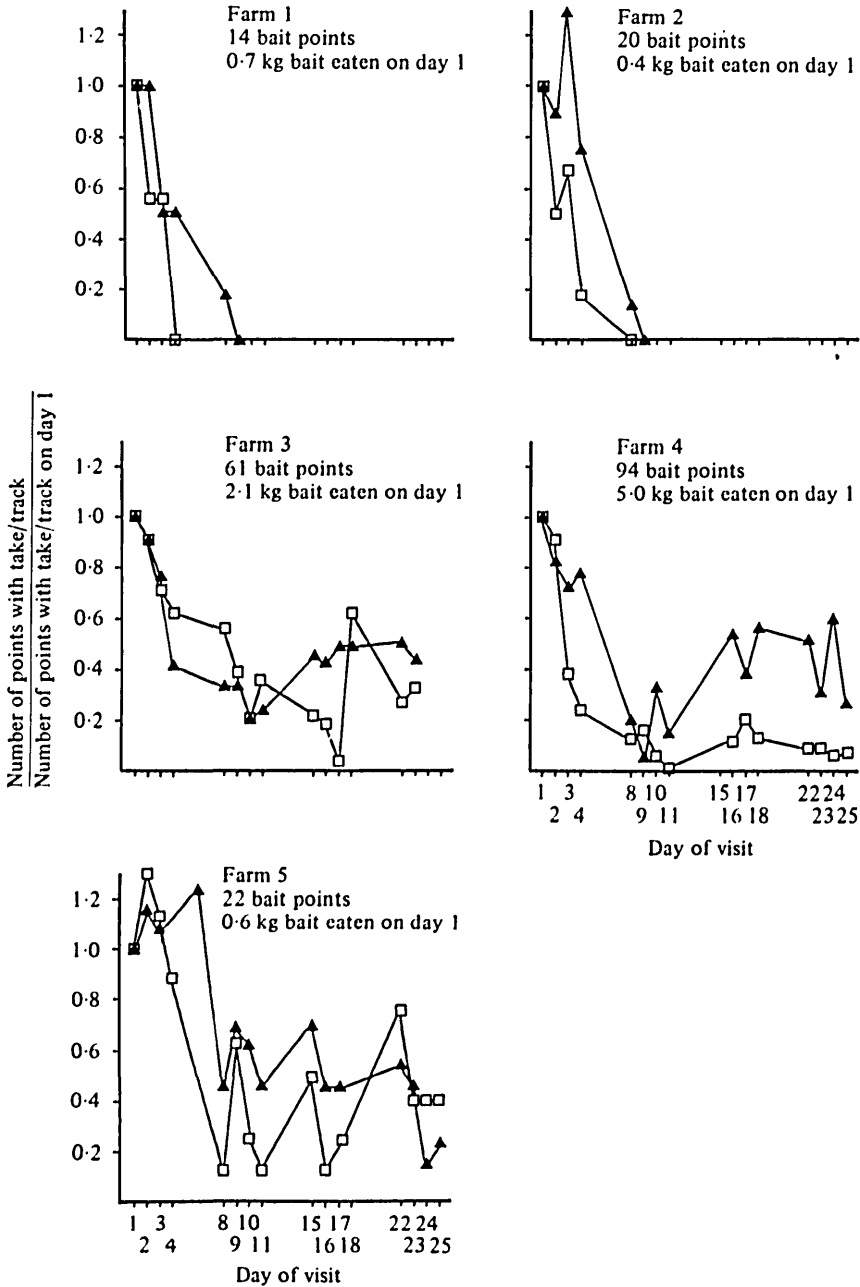 Number of points with take/track
Number of points with take/track on day 1
Farm 1
14 bait points
0·7 kg bait eaten on day 1
1·2
1·0
0·8
0·6
0·4
0·2
Farm 2
20 bait points
0·4 kg bait eaten on day 1
Farm 3
61 bait points
2·1 kg bait eaten on day 1
1·2
1·0
0·8
0·6
0·4
0·2
Farm 4
94 bait points
5·0 kg bait eaten on day 1
1 3 8 10 15 17 22 24
2 4 9 11 16 18 23 25
Day of visit
Farm 5
22 bait points
0·6 kg bait eaten on day 1
1·2
1·0
0·8
0·6
0·4
0·2
1 3 8 10 15 17 22 24
2 4 9 11 16 18 23 25
Day of visit